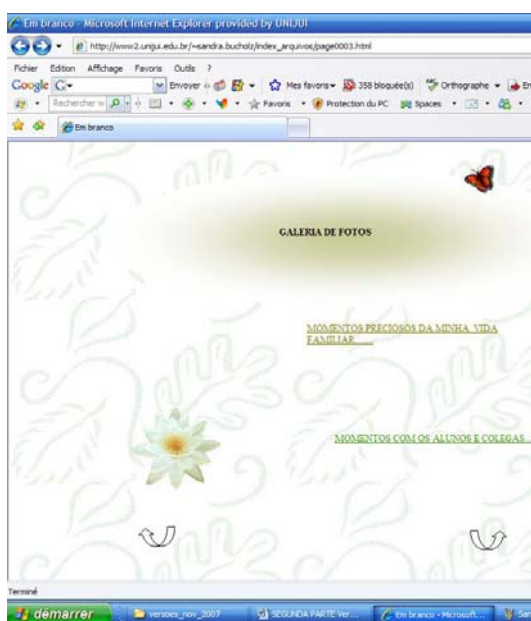 Em branco - Microsoft Internet Explorer provided by UNIJUI
http://www2.unijui.edu.br/~sandra.bucholz/index_arquivos/page0003.html
Fichier Edition Affichage Favoris Outils ?
Google G Envoyer Mes favoris 358 bloquée(s) Orthographe
Rechercher Favoris Protection du PC Spaces
Em branco
GALERIA DE FOTOS
MOMENTOS PRECIOSOS DA MINHA VIDA
FAMILIAR......
MOMENTOS COM OS ALUNOS E COLEGAS...
Terminé
démarrer versoes_nov_2007 SEGUNDA PARTE Ver... Em branco - Microsoft...